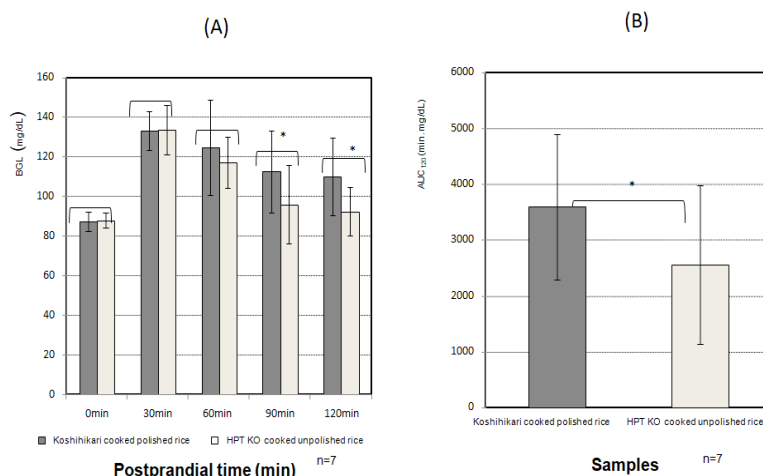 (A)
160
140
120
100
80
60
40
20
0
BGL (mg/dL)
*
*
0min 30min 60min 90min 120min
Koshihikari cooked polished rice HPT KO cooked unpolished rice
Postprandial time (min) n=7
(B)
6000
5000
4000
3000
2000
1000
0
AUC120 (min. mg/dL)
*
Koshihikari cooked polished rice HPT KO cooked unpolished rice
Samples n=7